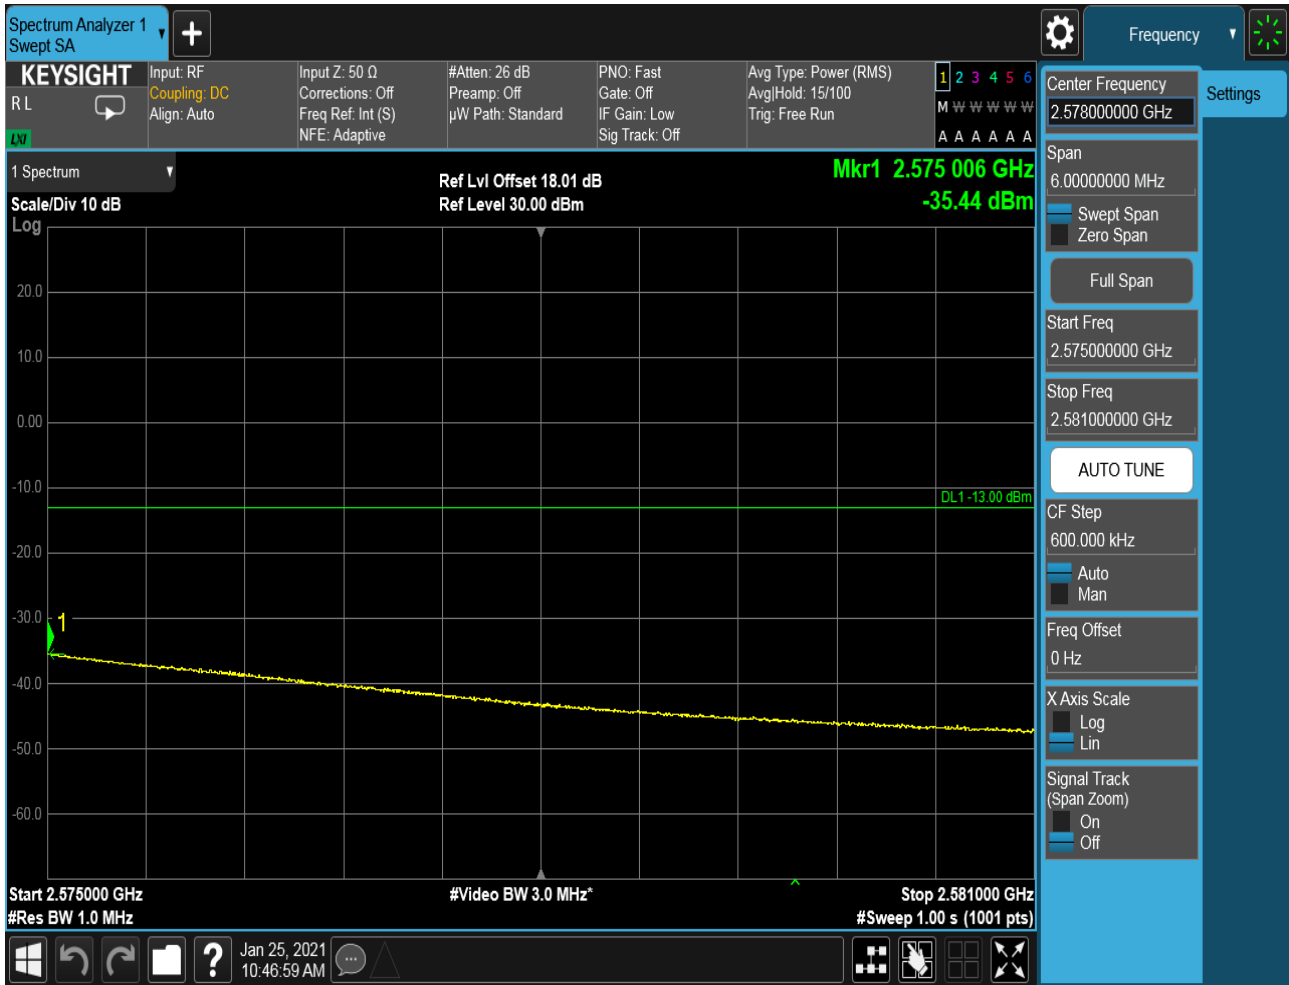 Spectrum Analyzer 1
Swept SA
Frequency
KEYSIGHT
R L
LXI
Input: RF
Coupling: DC
Align: Auto
Input Z: 50 Ω
Corrections: Off
Freq Ref: Int (S)
NFE: Adaptive
#Atten: 26 dB
Preamp: Off
µW Path: Standard
PNO: Fast
Gate: Off
IF Gain: Low
Sig Track: Off
Avg Type: Power (RMS)
Avg|Hold: 15/100
Trig: Free Run
1 2 3 4 5 6
M W W W W W
A A A A A A
1 Spectrum
Scale/Div 10 dB
Log
Ref Lvl Offset 18.01 dB
Ref Level 30.00 dBm
Mkr1 2.575 006 GHz
-35.44 dBm
20.0
10.0
0.00
-10.0
DL1 -13.00 dBm
-20.0
-30.0
1
-40.0
-50.0
-60.0
Start 2.575000 GHz
#Res BW 1.0 MHz
#Video BW 3.0 MHz*
Stop 2.581000 GHz
#Sweep 1.00 s (1001 pts)
Jan 25, 2021
10:46:59 AM
?
Center Frequency
2.578000000 GHz
Settings
Span
6.00000000 MHz
Swept Span
Zero Span
Full Span
Start Freq
2.575000000 GHz
Stop Freq
2.581000000 GHz
AUTO TUNE
CF Step
600.000 kHz
Auto
Man
Freq Offset
0 Hz
X Axis Scale
Log
Lin
Signal Track
(Span Zoom)
On
Off